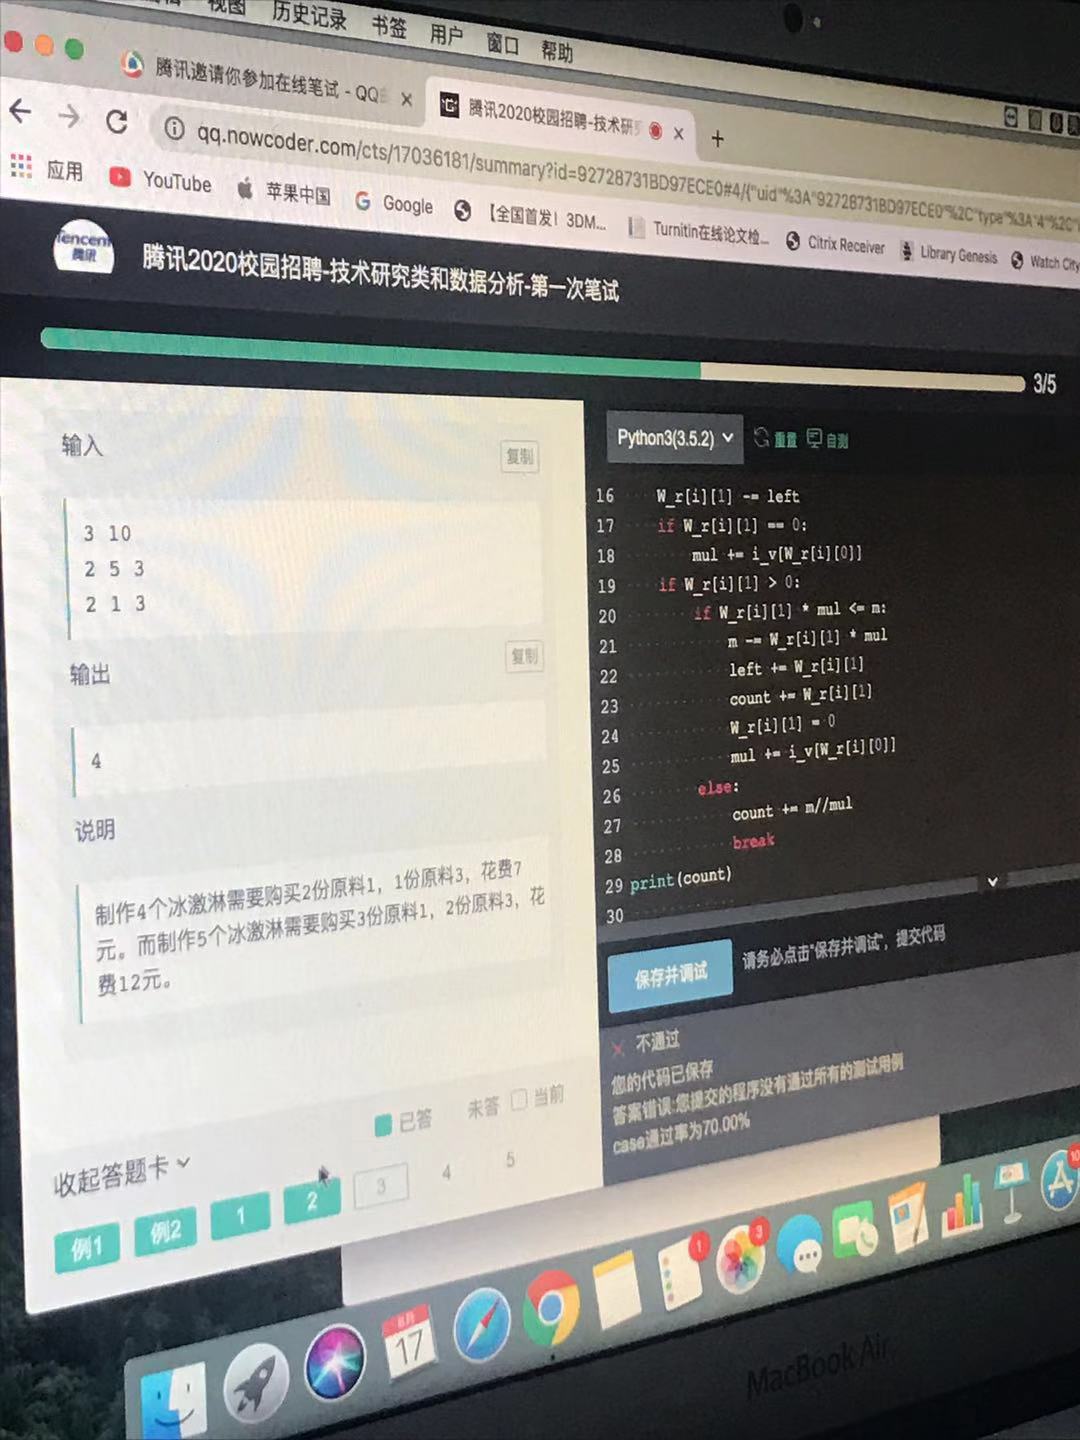 视图 历史记录 书签 用户 窗口 帮助
腾讯邀请你参加在线笔试 - QQ
腾讯2020校园招聘-技术研
qq.nowcoder.com/cts/17036181/summary?id=92728731BD97ECE0#4/{"uid"%3A"92728731BD97ECE0"%2C"type"%3A"4"%2C"
应用 YouTube 苹果中国 Google 【全国首发！3DM... Turnitin在线论文检... Citrix Receiver Library Genesis Watch City
Tencent
腾讯
腾讯2020校园招聘-技术研究类和数据分析-第一次笔试
3/5
输入
复制
3 10
2 5 3
2 1 3
输出
复制
4
说明
制作4个冰激淋需要购买2份原料1，1份原料3，花费7
元。而制作5个冰激淋需要购买3份原料1，2份原料3，花
费12元。
已答 未答 当前
收起答题卡
例1 例2 1 2 3 4 5
Python3(3.5.2) 重置 自测
16 W_r[i][1] -= left
17 if W_r[i][1] == 0:
18 mul += i_v[W_r[i][0]]
19 if W_r[i][1] > 0:
20 if W_r[i][1] * mul <= m:
21 m -= W_r[i][1] * mul
22 left += W_r[i][1]
23 count += W_r[i][1]
24 W_r[i][1] = 0
25 mul += i_v[W_r[i][0]]
26 else:
27 count += m//mul
28 break
29 print(count)
30
保存并调试 请务必点击"保存并调试"，提交代码
不通过
您的代码已保存
答案错误:您提交的程序没有通过所有的测试用例
case通过率为70.00%
8月
17
1
3
10
MacBook Air